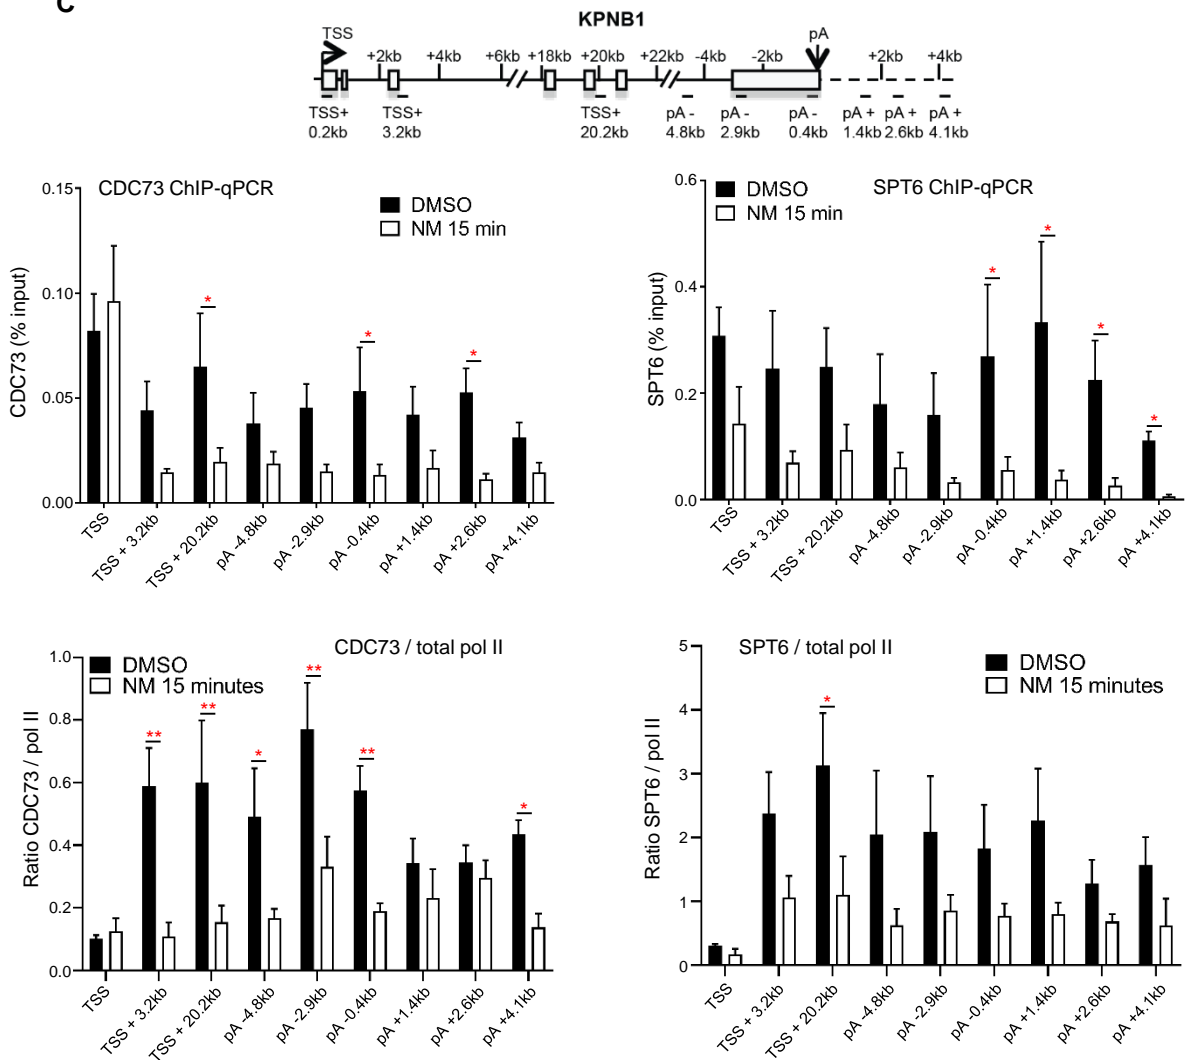 C
KPNB1
TSS
pA
+2kb +4kb +6kb +18kb +20kb +22kb -4kb -2kb +2kb +4kb
TSS+ TSS+ TSS+ pA - pA - pA - pA + pA + pA +
0.2kb 3.2kb 20.2kb 4.8kb 2.9kb 0.4kb 1.4kb 2.6kb 4.1kb
CDC73 ChIP-qPCR
DMSO
NM 15 min
CDC73 (% input)
0.15
0.10
0.05
0.00
* * *
TSS
TSS + 3.2kb
TSS + 20.2kb
pA -4.8kb
pA -2.9kb
pA -0.4kb
pA +1.4kb
pA +2.6kb
pA +4.1kb
SPT6 ChIP-qPCR
DMSO
NM 15 min
SPT6 (% input)
0.6
0.4
0.2
0.0
* * * *
TSS
TSS + 3.2kb
TSS + 20.2kb
pA -4.8kb
pA -2.9kb
pA -0.4kb
pA +1.4kb
pA +2.6kb
pA +4.1kb
CDC73 / total pol II
DMSO
NM 15 minutes
Ratio CDC73 / pol II
1.0
0.8
0.6
0.4
0.2
0.0
** ** * ** ** *
TSS
TSS + 3.2kb
TSS + 20.2kb
pA -4.8kb
pA -2.9kb
pA -0.4kb
pA +1.4kb
pA +2.6kb
pA +4.1kb
SPT6 / total pol II
DMSO
NM 15 minutes
Ratio SPT6 / pol II
5
4
3
2
1
0
*
TSS
TSS + 3.2kb
TSS + 20.2kb
pA -4.8kb
pA -2.9kb
pA -0.4kb
pA +1.4kb
pA +2.6kb
pA +4.1kb